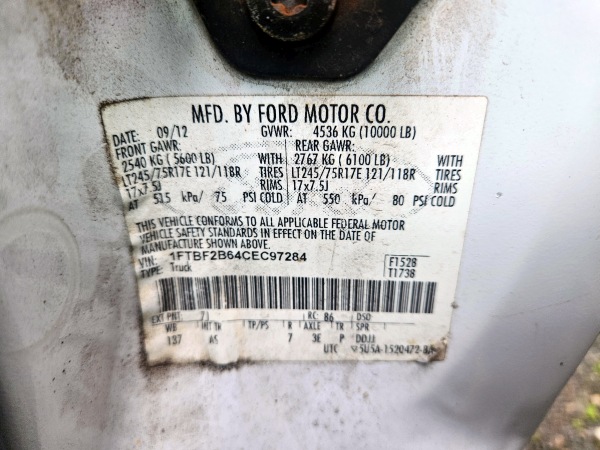 MFD. BY FORD MOTOR CO.
DATE: 09/12 GVWR: 4536 KG (10000 LB)
FRONT GAWR: REAR GAWR:
2540 KG ( 5600 LB) WITH 2767 KG ( 6100 LB) WITH
LT245/75R17E 121/118R TIRES LT245/75R17E 121/118R TIRES
17x7.5J RIMS 17x7.5J RIMS
AT 515 kPa/ 75 PSI COLD AT 550 kPa/ 80 PSI COLD
THIS VEHICLE CONFORMS TO ALL APPLICABLE FEDERAL MOTOR
VEHICLE SAFETY STANDARDS IN EFFECT ON THE DATE OF
MANUFACTURE SHOWN ABOVE.
VIN: 1FTBF2B64CEC97284 F1528
TYPE: Truck T1738
EXT PNT: RC: 86 DSO:
WB INT TR TP/PS R AXLE TR SPR
137 AS 7 3E P DDJJ
UTC